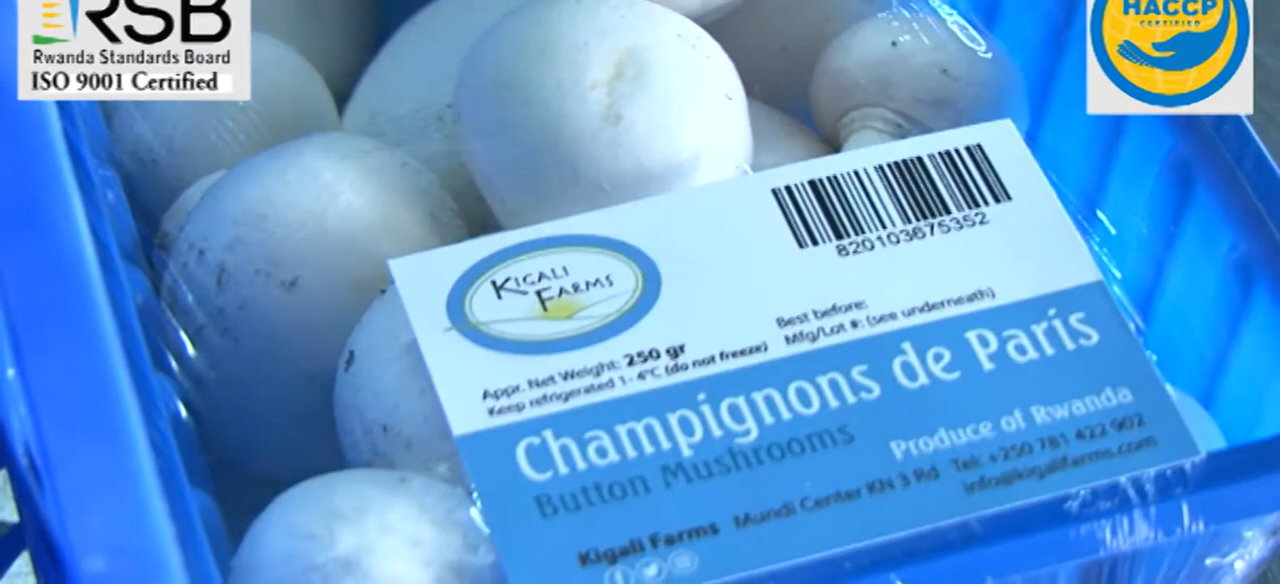 RSB
Rwanda Standards Board
ISO 9001 Certified
HACCP
CERTIFIED
820103675352
KIGALI
FARMS
Best before:
Mfg/Lot #: (see underneath)
Appr. Net Weight: 250 gr
Keep refrigerated 1- 4°C (do not freeze)
Champignons de Paris
Button Mushrooms
Produce of Rwanda
Kigali Farms Mundi Center KN 3 Rd Tel: +250 781 422 902
info@kigalifarms.com